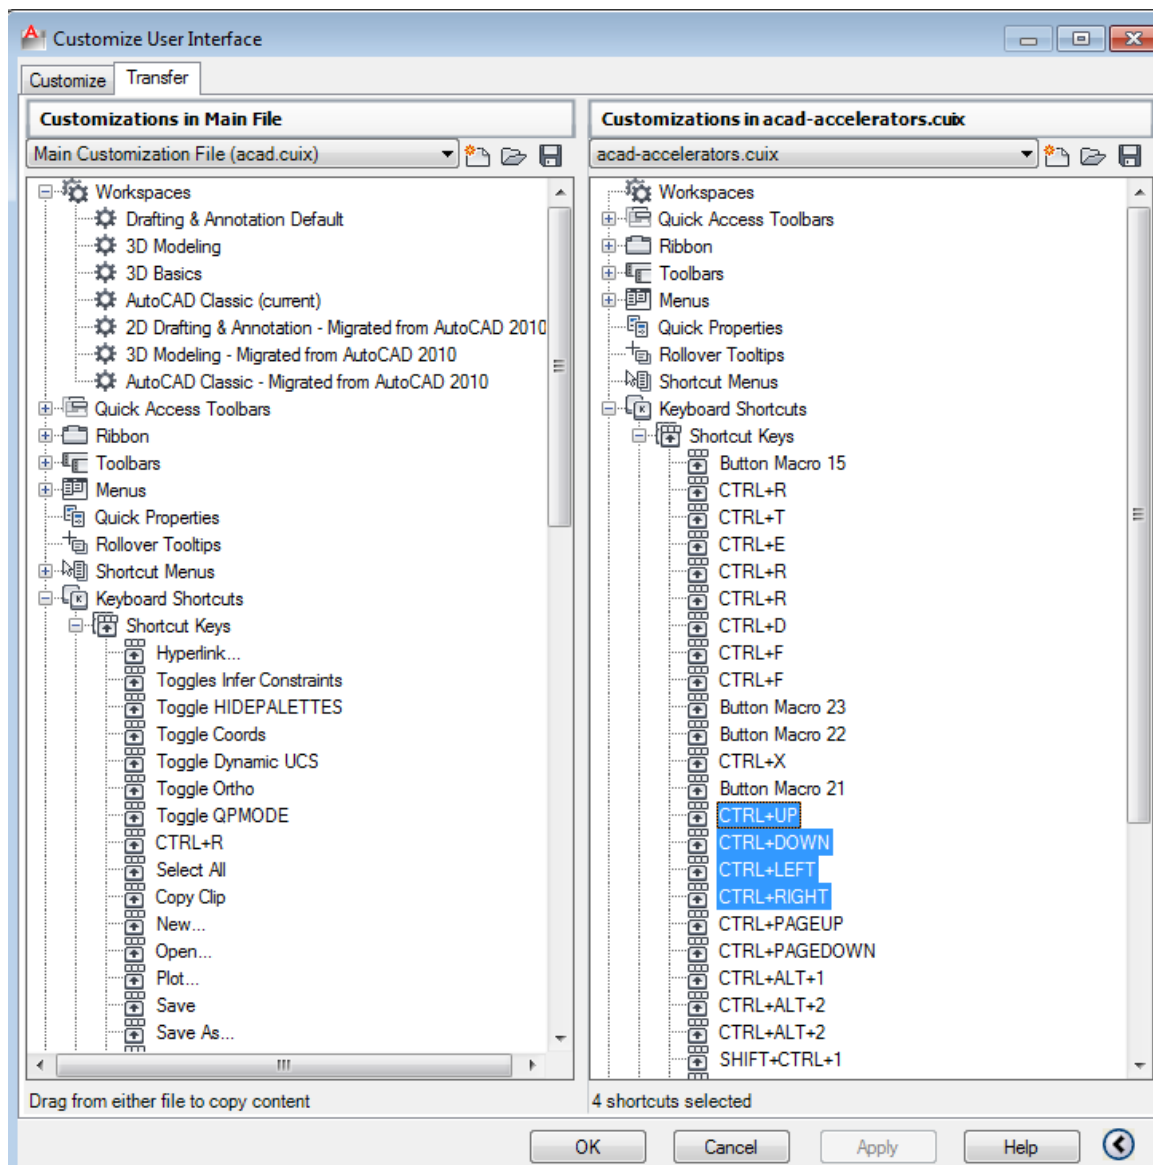 Customize User Interface
Customize
Transfer
Customizations in Main File
Main Customization File (acad.cuix)
Workspaces
Drafting & Annotation Default
3D Modeling
3D Basics
AutoCAD Classic (current)
2D Drafting & Annotation - Migrated from AutoCAD 2010
3D Modeling - Migrated from AutoCAD 2010
AutoCAD Classic - Migrated from AutoCAD 2010
Quick Access Toolbars
Ribbon
Toolbars
Menus
Quick Properties
Rollover Tooltips
Shortcut Menus
Keyboard Shortcuts
Shortcut Keys
Hyperlink...
Toggles Infer Constraints
Toggle HIDEPALETTES
Toggle Coords
Toggle Dynamic UCS
Toggle Ortho
Toggle QPMODE
CTRL+R
Select All
Copy Clip
New...
Open...
Plot...
Save
Save As...
Drag from either file to copy content
Customizations in acad-accelerators.cuix
acad-accelerators.cuix
Workspaces
Quick Access Toolbars
Ribbon
Toolbars
Menus
Quick Properties
Rollover Tooltips
Shortcut Menus
Keyboard Shortcuts
Shortcut Keys
Button Macro 15
CTRL+R
CTRL+T
CTRL+E
CTRL+R
CTRL+R
CTRL+D
CTRL+F
CTRL+F
Button Macro 23
Button Macro 22
CTRL+X
Button Macro 21
CTRL+UP
CTRL+DOWN
CTRL+LEFT
CTRL+RIGHT
CTRL+PAGEUP
CTRL+PAGEDOWN
CTRL+ALT+1
CTRL+ALT+2
CTRL+ALT+2
SHIFT+CTRL+1
4 shortcuts selected
OK
Cancel
Apply
Help